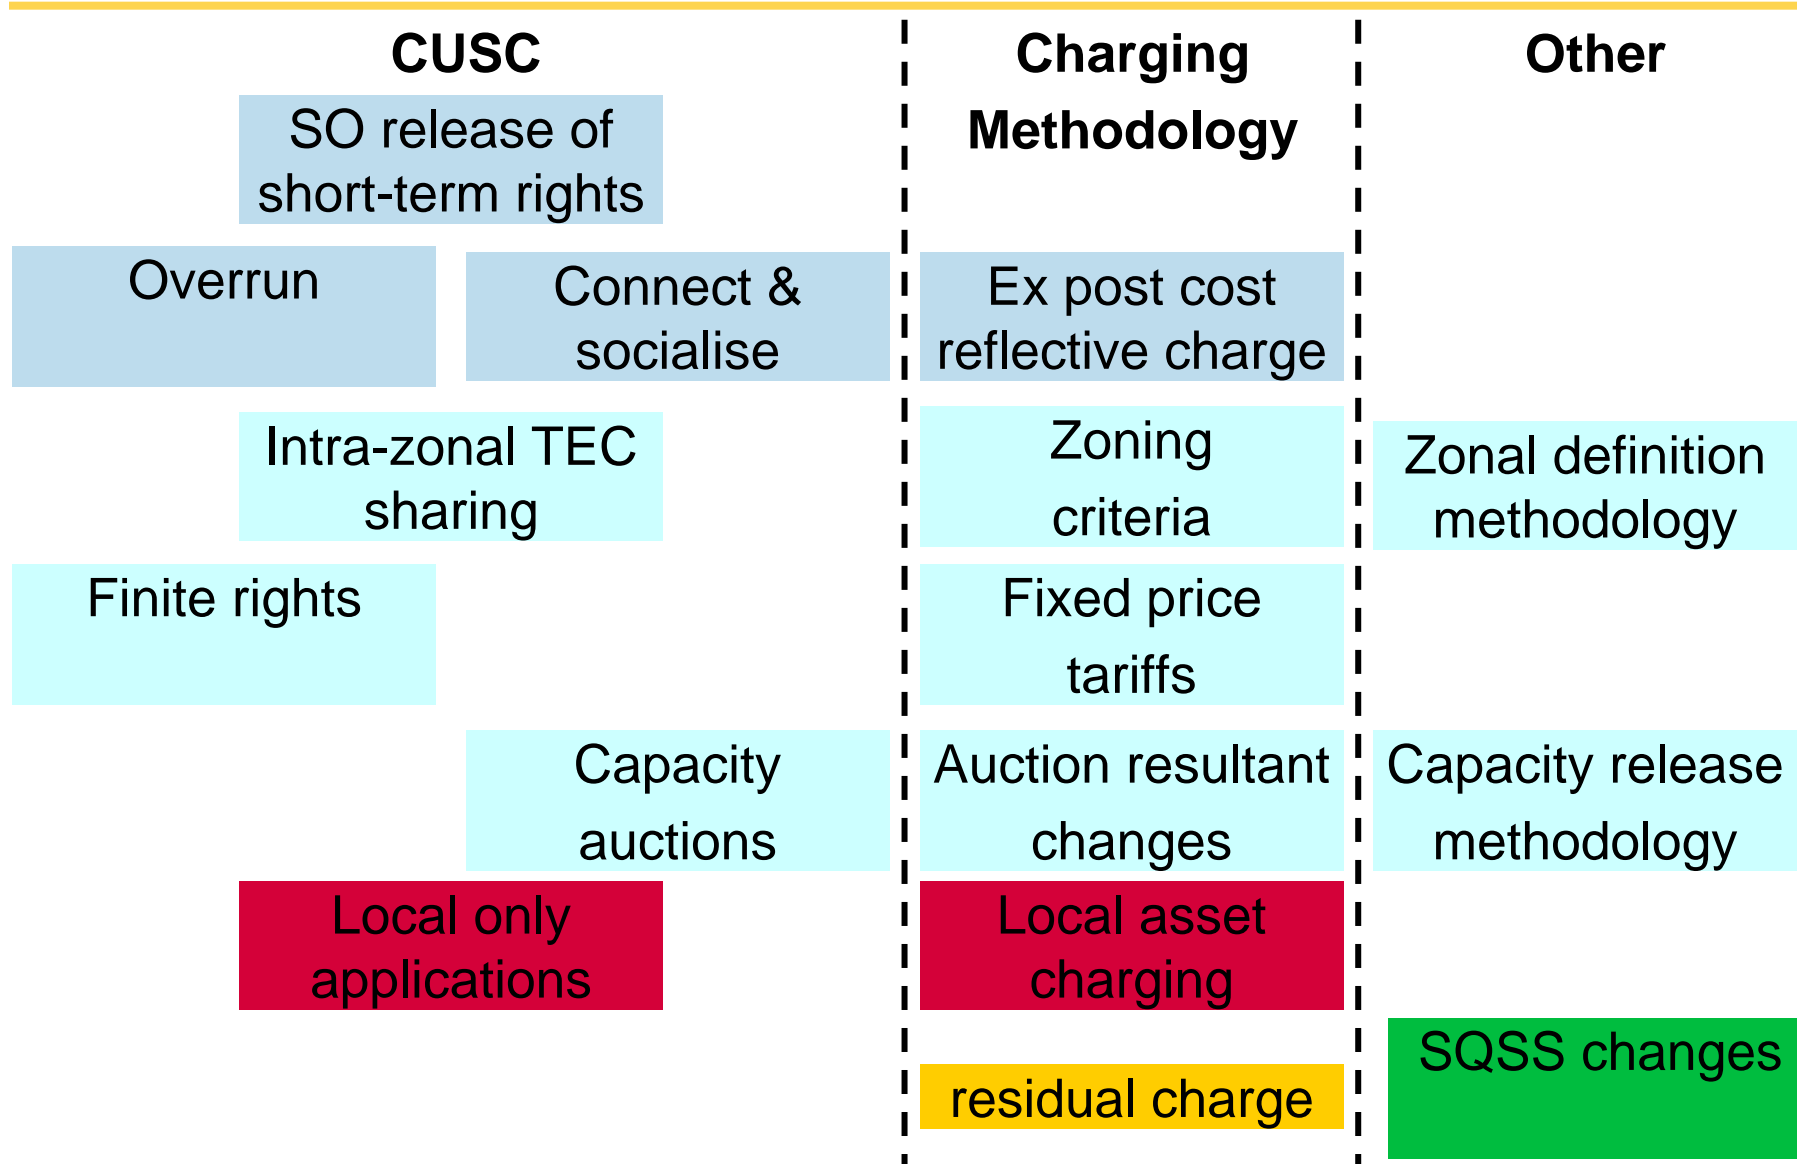 CUSC
Charging
Methodology
Other
SO release of
short-term rights
Overrun
Connect &
socialise
Ex post cost
reflective charge
Intra-zonal TEC
sharing
Zoning
criteria
Zonal definition
methodology
Finite rights
Fixed price
tariffs
Capacity
auctions
Auction resultant
changes
Capacity release
methodology
Local only
applications
Local asset
charging
SQSS changes
residual charge